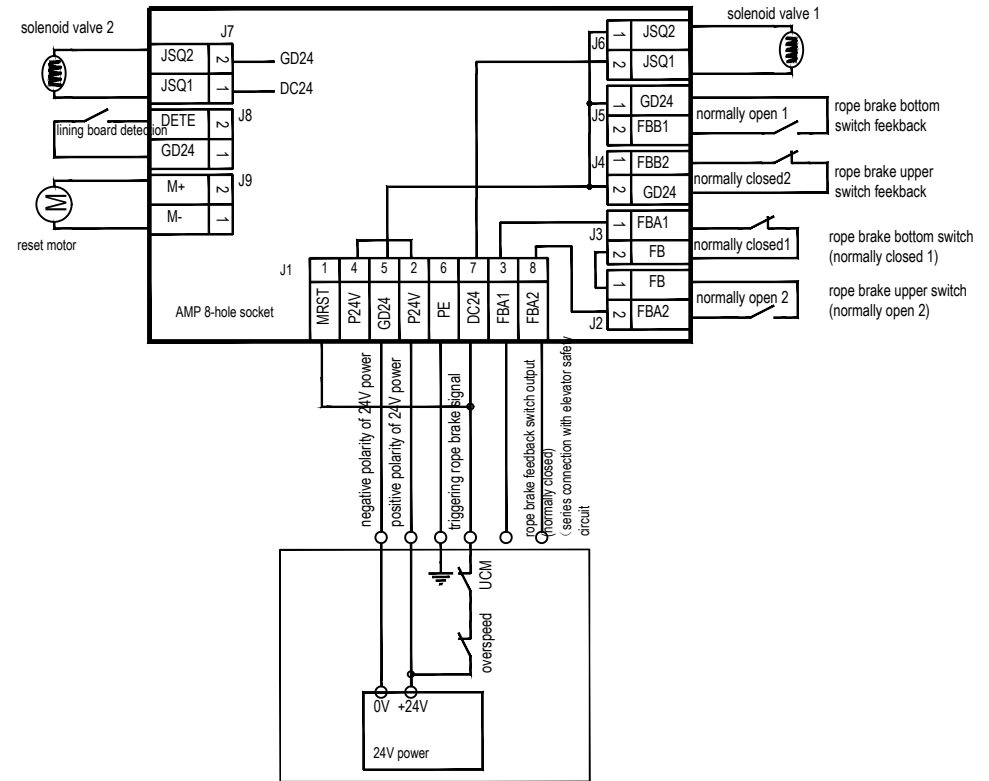 solenoid valve 2
J7
JSQ2 2 GD24
JSQ1 1 DC24
lining board detection
DETE 2 J8
GD24 1
M
M+ 2 J9
M- 1
reset motor
solenoid valve 1
J6 1 JSQ2
2 JSQ1
J5 1 GD24
2 FBB1
normally open 1
rope brake bottom
switch feekback
J4 1 FBB2
2 GD24
normally closed2
rope brake upper
switch feekback
J3 1 FBA1
2 FB
normally closed1
rope brake bottom switch
(normally closed 1)
1 FB
J2 2 FBA2
normally open 2
rope brake upper switch
(normally open 2)
J1 1 4 5 2 6 7 3 8
AMP 8-hole socket
MRST P24V GD24 P24V PE DC24 FBA1 FBA2
negative polarity of 24V power
positive polarity of 24V power
triggering rope brake signal
rope brake feedback switch output
(normally closed)
（series connection with elevator safety
circuit
UCM
overspeed
0V +24V
24V power